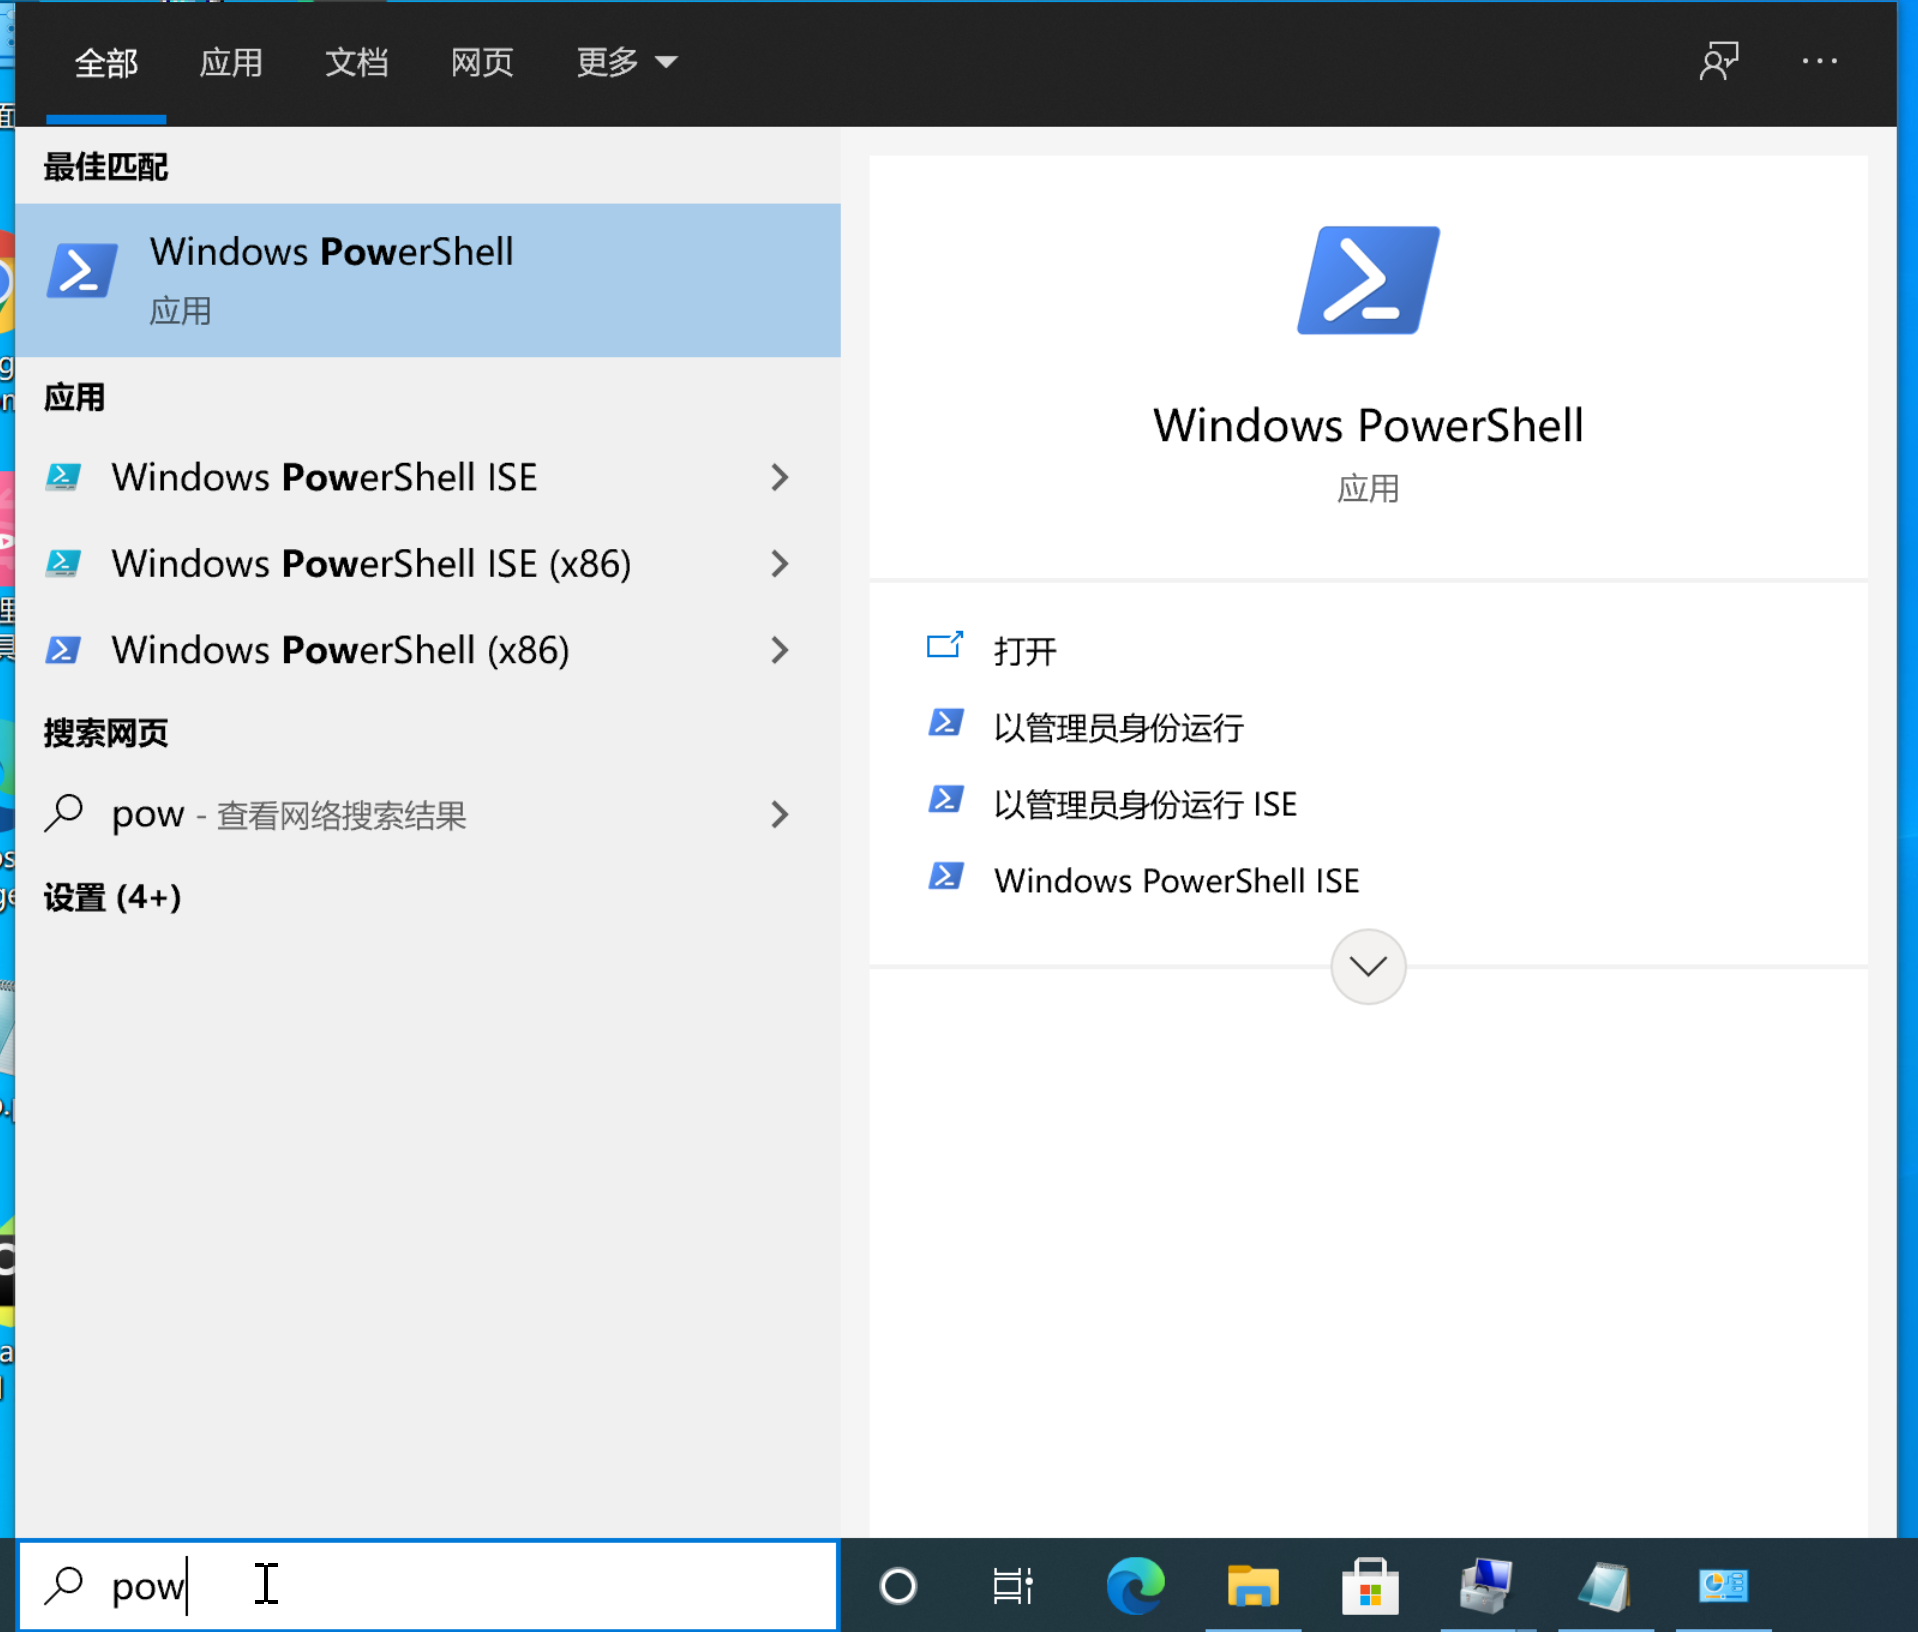 全部 应用 文档 网页 更多
最佳匹配
Windows PowerShell
应用
应用
Windows PowerShell ISE
Windows PowerShell ISE (x86)
Windows PowerShell (x86)
搜索网页
pow - 查看网络搜索结果
设置 (4+)
Windows PowerShell
应用
打开
以管理员身份运行
以管理员身份运行 ISE
Windows PowerShell ISE
pow